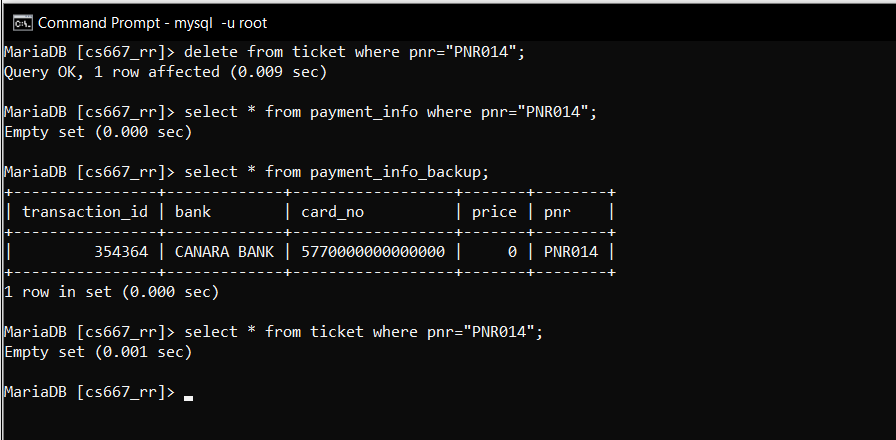 Command Prompt - mysql  -u root
MariaDB [cs667_rr]> delete from ticket where pnr="PNR014";
Query OK, 1 row affected (0.009 sec)
MariaDB [cs667_rr]> select * from payment_info where pnr="PNR014";
Empty set (0.000 sec)
MariaDB [cs667_rr]> select * from payment_info_backup;
+----------------+-------------+------------------+-------+--------+
| transaction_id | bank        | card_no          | price | pnr    |
+----------------+-------------+------------------+-------+--------+
|         354364 | CANARA BANK | 5770000000000000 |     0 | PNR014 |
+----------------+-------------+------------------+-------+--------+
1 row in set (0.000 sec)
MariaDB [cs667_rr]> select * from ticket where pnr="PNR014";
Empty set (0.001 sec)
MariaDB [cs667_rr]>